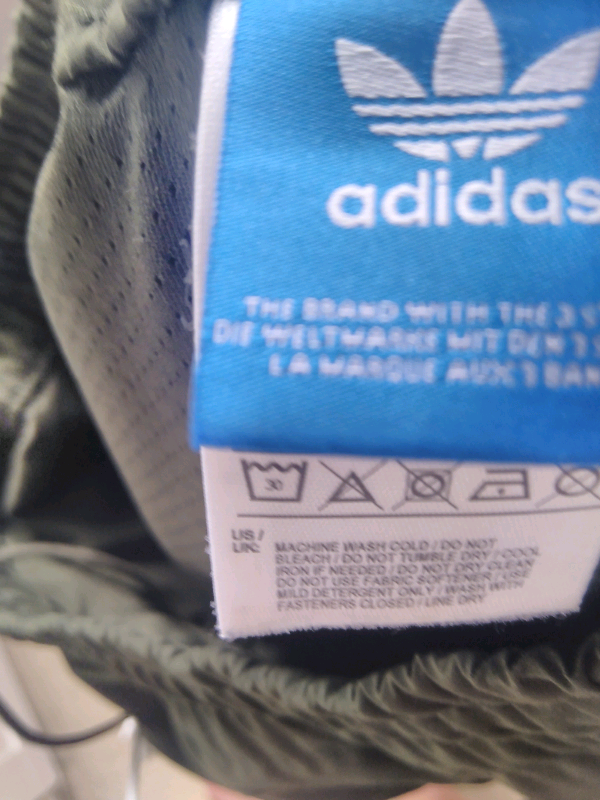 adidas
THE BRAND WITH THE 3
DIE WELTMARKE MIT DEN 3
LA MARQUE AUX 3
30
US /
UK:
MACHINE WASH COLD / DO NOT
BLEACH / DO NOT TUMBLE DRY / COOL
IRON IF NEEDED / DO NOT DRY CLEAN
DO NOT USE FABRIC SOFTENER / USE
MILD DETERGENT ONLY / WASH WITH
FASTENERS CLOSED / LINE DRY